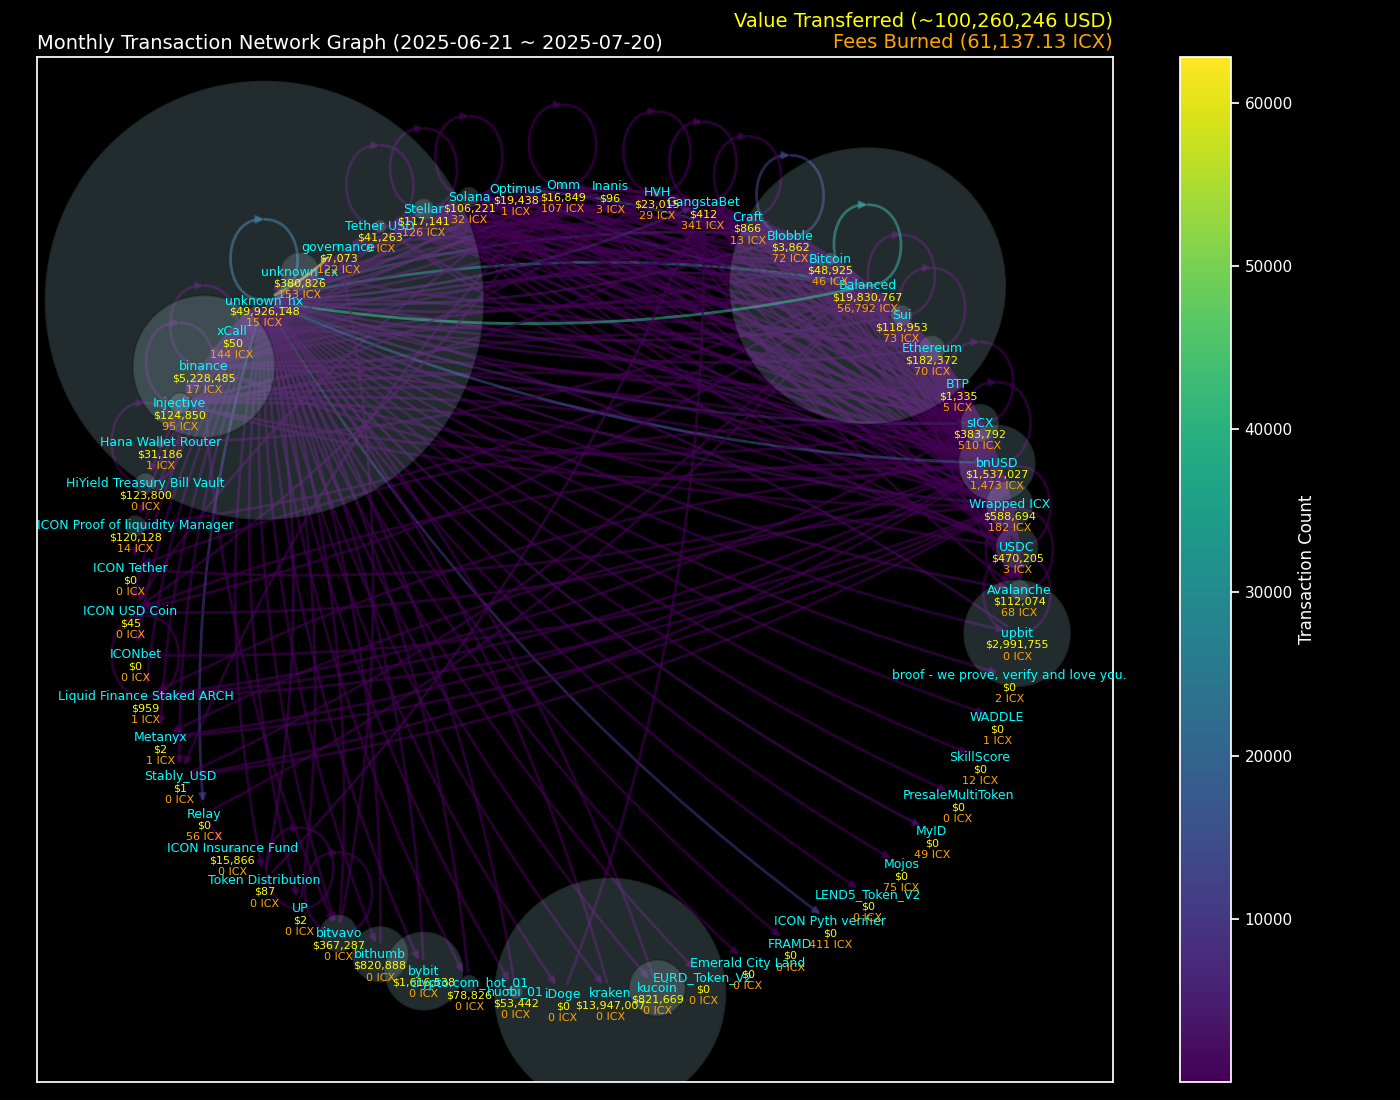 Value Transferred (~100,260,246 USD)
Monthly Transaction Network Graph (2025-06-21 ~ 2025-07-20)
Fees Burned (61,137.13 ICX)
Omm
$16,849
107 ICX
Inanis
$96
3 ICX
Optimus
$19,438
1 ICX
HVH
$23,015
29 ICX
Solana
$106,221
32 ICX
GangstaBet
$412
341 ICX
Stellar
$117,141
126 ICX
Craft
$866
13 ICX
Tether USD
$41,263
ICX
Blobble
$3,862
72 ICX
governance
$7,073
122 ICX
Bitcoin
$48,925
46 ICX
unknown_cx
$380,826
153 ICX
Balanced
$19,830,767
56,792 ICX
unknown_hx
$49,926,148
15 ICX
Sui
$118,953
73 ICX
xCall
$50
144 ICX
Ethereum
$182,372
70 ICX
binance
$5,228,485
17 ICX
BTP
$1,335
5 ICX
Injective
$124,850
95 ICX
sICX
$383,792
510 ICX
Hana Wallet Router
$31,186
1 ICX
bnUSD
$1,537,027
1,473 ICX
HiYield Treasury Bill Vault
$123,800
0 ICX
Wrapped ICX
$588,694
182 ICX
ICON Proof of liquidity Manager
$120,128
14 ICX
USDC
$470,205
3 ICX
ICON Tether
$0
0 ICX
Avalanche
$112,074
68 ICX
ICON USD Coin
$45
0 ICX
upbit
$2,991,755
0 ICX
ICONbet
$0
0 ICX
broof - we prove, verify and love you.
$0
2 ICX
Liquid Finance Staked ARCH
$959
1 ICX
WADDLE
$0
1 ICX
Metanyx
$2
1 ICX
SkillScore
$0
12 ICX
Stably_USD
$1
0 ICX
PresaleMultiToken
$0
0 ICX
Relay
$0
56 ICX
MyID
$0
49 ICX
ICON Insurance Fund
$15,866
0 ICX
Mojos
$0
75 ICX
Token Distribution
$87
0 ICX
LEND5_Token_V2
$0
0 ICX
UP
$2
0 ICX
ICON Pyth verifier
$0
411 ICX
bitvavo
$367,287
0 ICX
FRAMD
$0
0 ICX
bithumb
$820,888
0 ICX
Emerald City Land
$0
0 ICX
bybit
$1,616,538
0 ICX
EURD_Token_V2
$0
0 ICX
crypto.com_hot_01
$78,826
0 ICX
kucoin
$821,669
0 ICX
huobi_01
$53,442
0 ICX
iDoge
$0
0 ICX
kraken
$13,947,007
0 ICX
60000
50000
40000
30000
20000
10000
Transaction Count